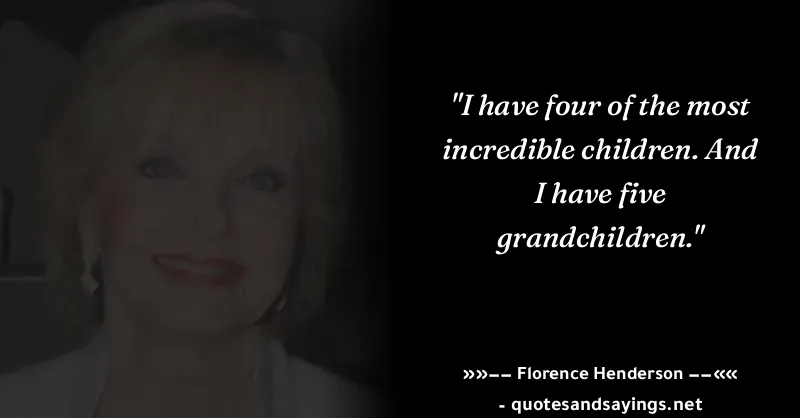 "I have four of the most
incredible children. And
I have five
grandchildren."
»»−− Florence Henderson −−««
- quotesandsayings.net